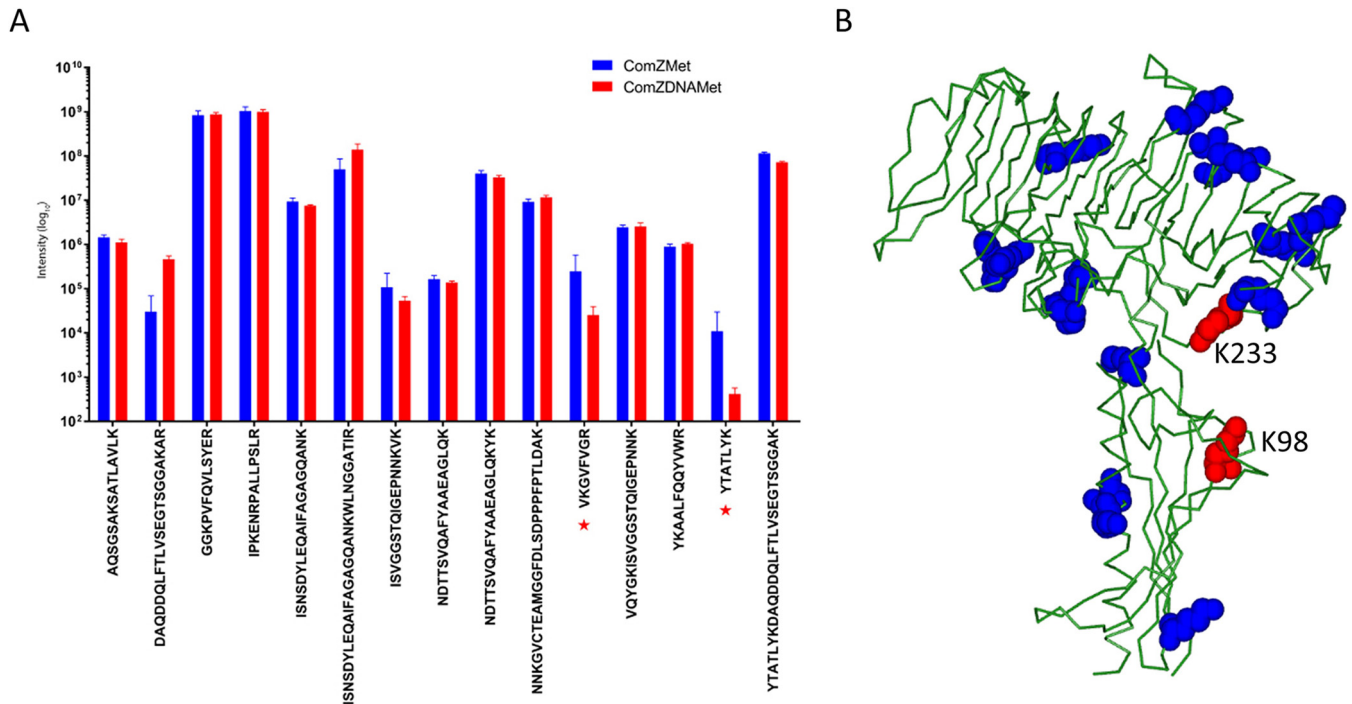 A
B
ComZMet
ComZDNAMet
Intensity (log10)
10^10
10^9
10^8
10^7
10^6
10^5
10^4
10^3
10^2
AQSGSAKSATLAVLK
DAQDDQLFTLVSEGTSGGAKAR
GGKPVFQVLSYER
IPKENRPALLPSLR
ISNSDYLEQAIFAGAGQANK
ISNSDYLEQAIFAGAGQANKWLNGGATIR
ISVGGSTQIGEPNNKVK
NDTTSVQAFYAAEAGLQK
NDTTSVQAFYAAEAGLQKYK
NNKGVCTEAMGGFDLSDPPPFPTLDAK
★ VKGVFVGR
VQYGKISVGGSTQIGEPNNK
YKAALFQQYVWR
★ YTATLYK
YTATLYKDAQDDQLFTLVSEGTSGGAK
K233
K98